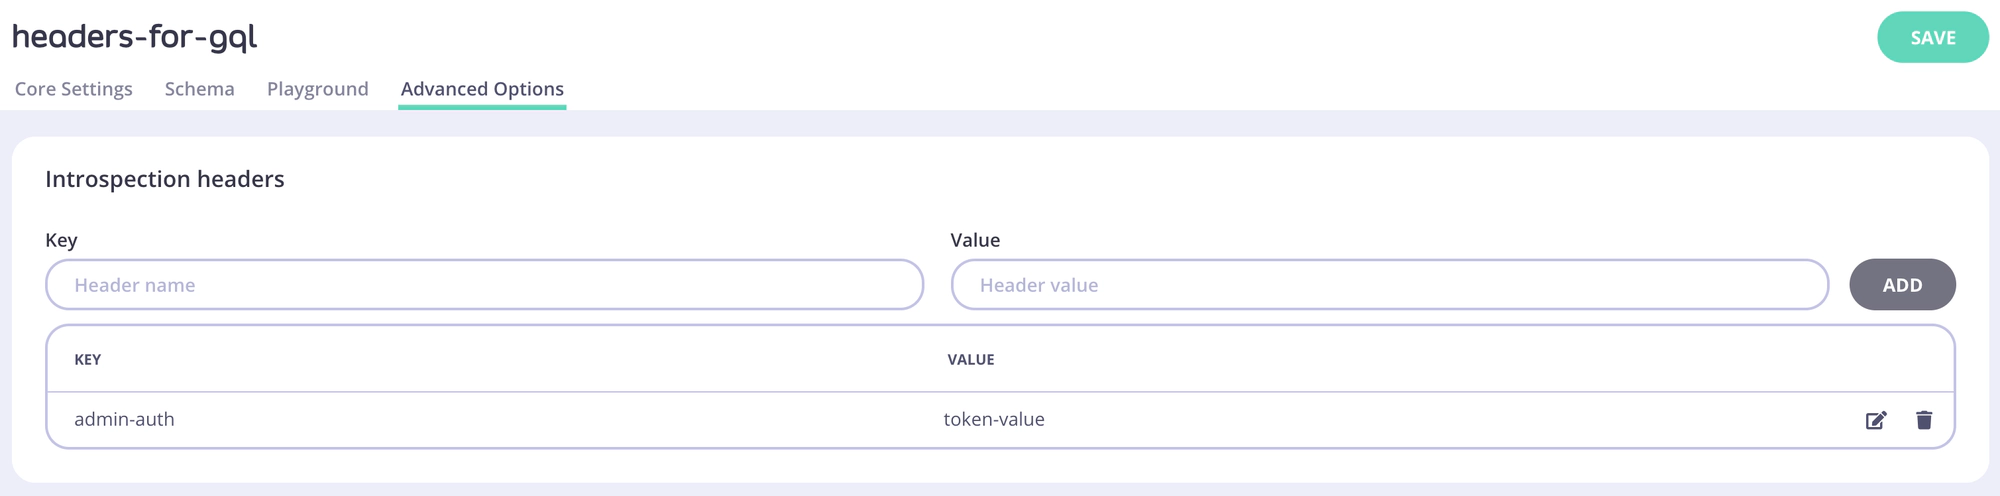 headers-for-gql
SAVE
Core Settings Schema Playground Advanced Options
Introspection headers
Key Value
Header name Header value ADD
KEY VALUE
admin-auth token-value